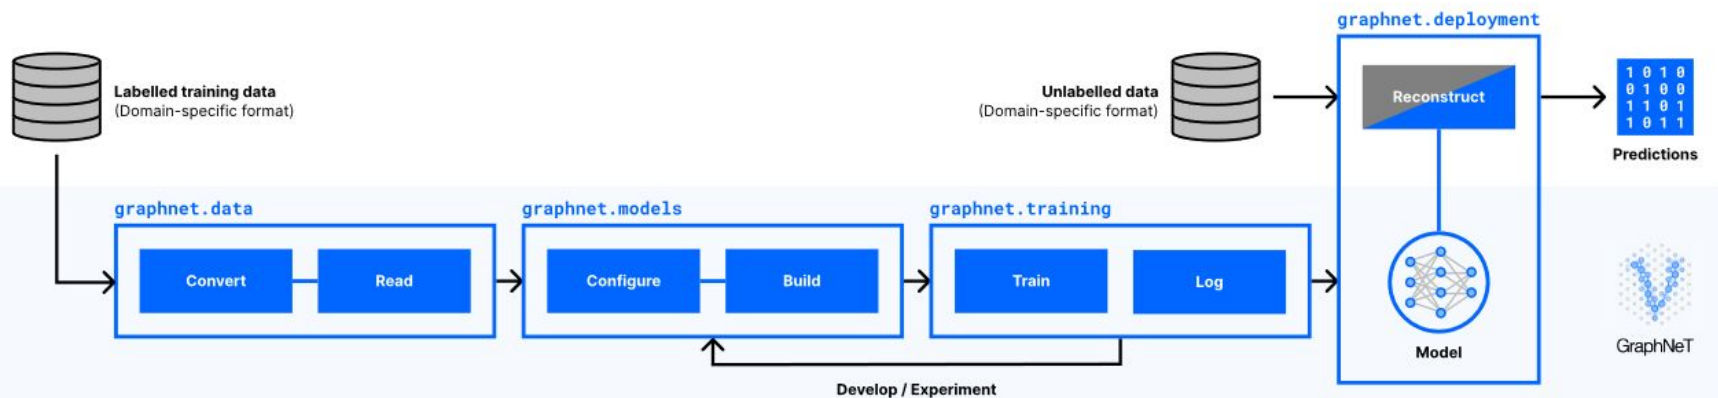 graphnet.deployment
Labelled training data
(Domain-specific format)
Unlabelled data
(Domain-specific format)
Reconstruct
1 0 1 0
0 1 0 0
1 1 0 1
1 0 1 1
Predictions
graphnet.data
graphnet.models
graphnet.training
Convert
Read
Configure
Build
Train
Log
Model
GraphNeT
Develop / Experiment